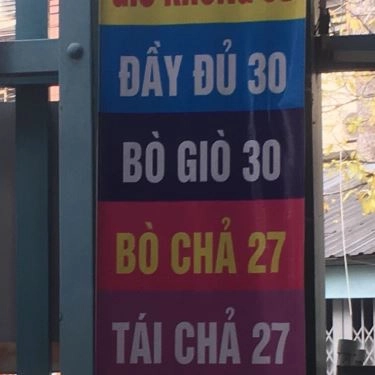 ĐẦY ĐỦ 30
BÒ GIÒ 30
BÒ CHẢ 27
TÁI CHẢ 27